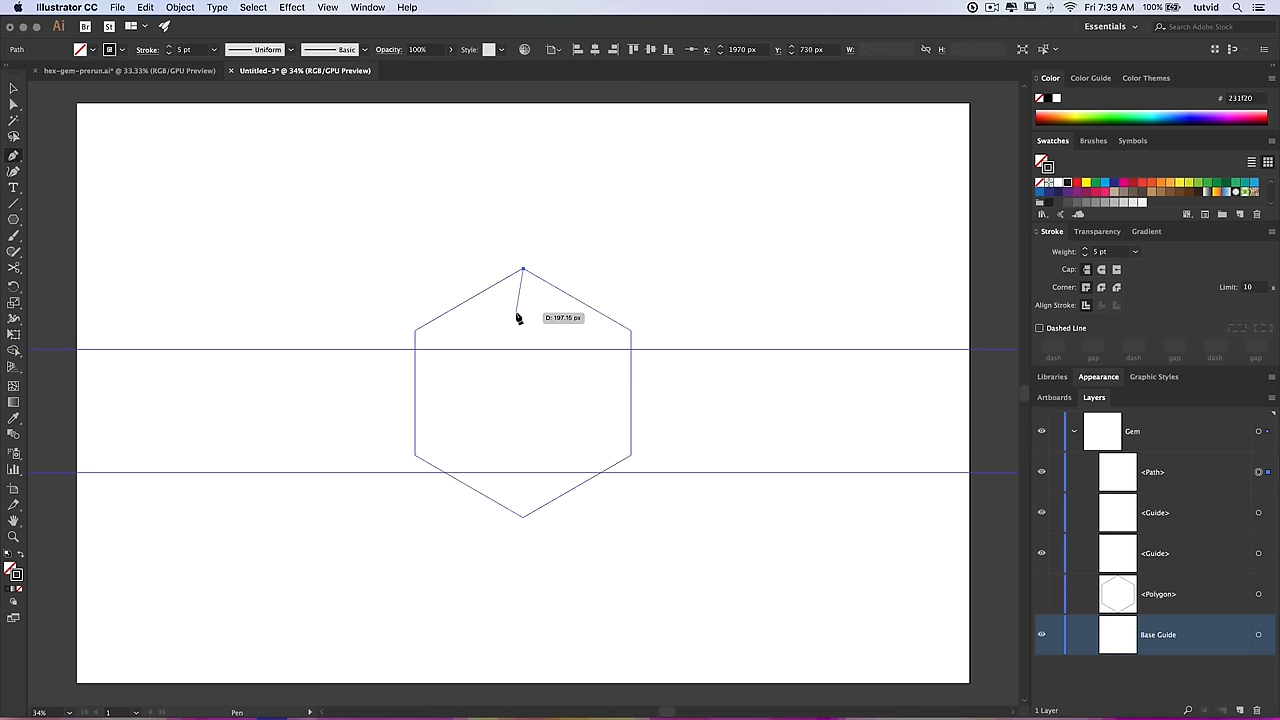 Illustrator CC File Edit Object Type Select Effect View Window Help 100% Fri 7:39 AM tutvid
Ai Br St Essentials Search Adobe Stock
Path Stroke: 5 pt Uniform Basic Opacity: 100% Style: X: 1970 px Y: 730 px W: H:
× hex-gem-prerun.ai* @ 33.33% (RGB/GPU Preview) × Untitled-3* @ 34% (RGB/GPU Preview)
Color Color Guide Color Themes
# 231f20
Swatches Brushes Symbols
Stroke Transparency Gradient
Weight: 5 pt
Cap:
Corner: Limit: 10 x
Align Stroke:
Dashed Line
dash gap dash gap dash gap
D: 197.15 px
Libraries Appearance Graphic Styles
Artboards Layers
Gem
<Path>
<Guide>
<Guide>
<Polygon>
Base Guide
34% 1 Pen 1 Layer